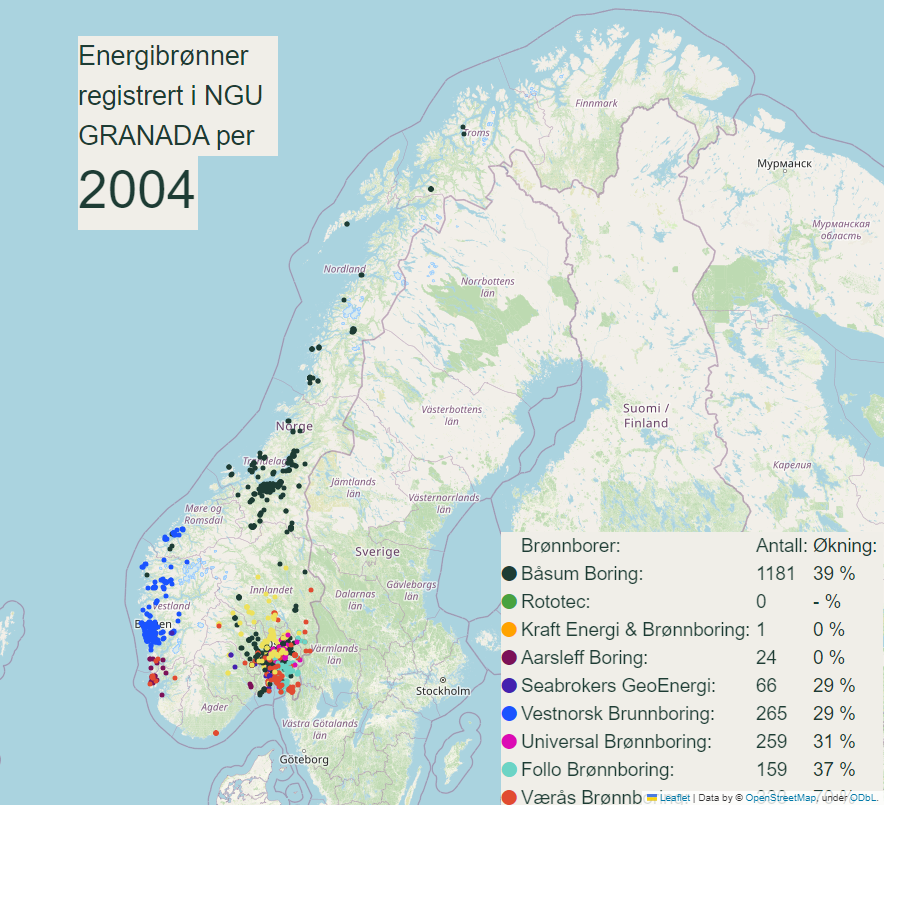 Energibrønner
registrert i NGU
GRANADA per
2004
Finnmark
Troms
Мурманск
Мурманская
область
Nordland
Norrbottens
län
Västerbottens
län
Suomi /
Finland
Norge
Trøndelag
Jämtlands
län
Västernorrlands
län
Карелия
Møre og
Romsdal
Sverige
Innlandet
Dalarnas
län
Gävleborgs
län
Vestland
Värmlands
län
Stockholm
Agder
Västra Götalands
län
Göteborg
Brønnborer: Antall: Økning:
Båsum Boring: 1181 39 %
Rototec: 0 - %
Kraft Energi & Brønnboring: 1 0 %
Aarsleff Boring: 24 0 %
Seabrokers GeoEnergi: 66 29 %
Vestnorsk Brunnboring: 265 29 %
Universal Brønnboring: 259 31 %
Follo Brønnboring: 159 37 %
Værås Brønnb
Leaflet | Data by © OpenStreetMap, under ODbL.